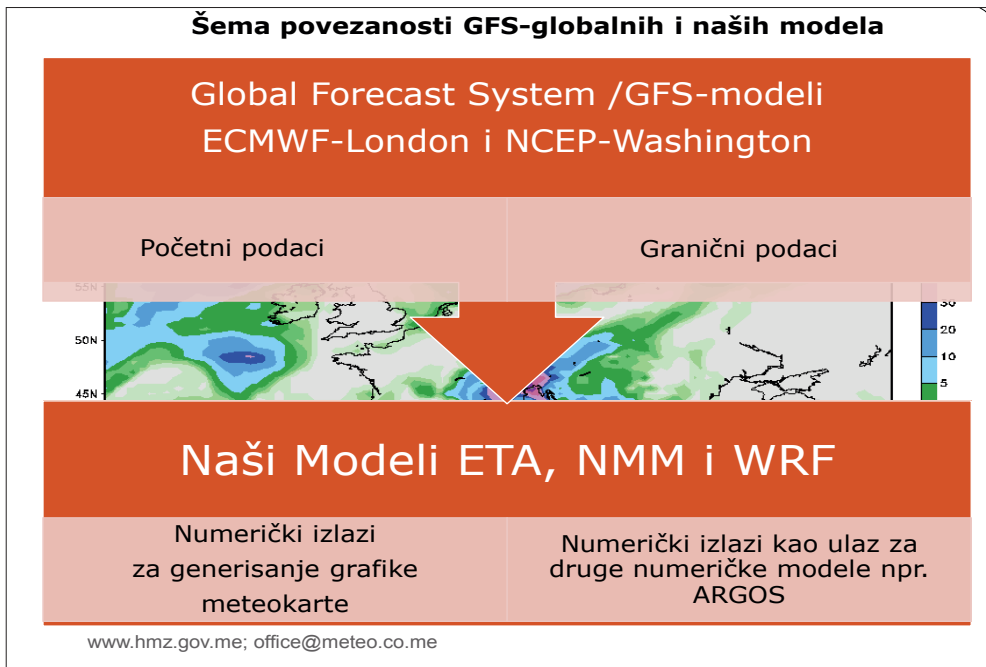 Šema povezanosti GFS-globalnih i naših modela
Global Forecast System /GFS-modeli
ECMWF-London i NCEP-Washington
Početni podaci
Granični podaci
55N
50N
45N
30
20
10
5
Naši Modeli ETA, NMM i WRF
Numerički izlazi
za generisanje grafike
meteokarte
Numerički izlazi kao ulaz za
druge numeričke modele npr.
ARGOS
www.hmz.gov.me; office@meteo.co.me